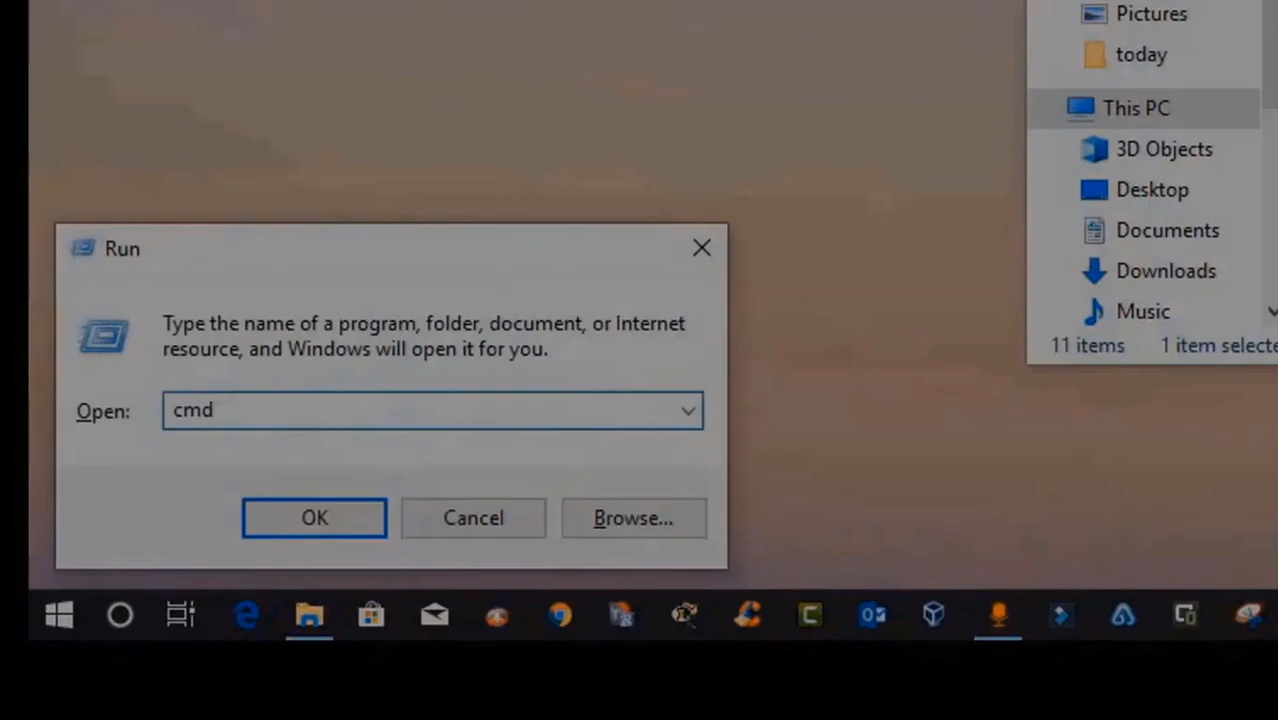 Pictures
today
This PC
3D Objects
Desktop
Documents
Downloads
Music
11 items 1 item selecte
Run
Type the name of a program, folder, document, or Internet
resource, and Windows will open it for you.
Open: cmd
OK Cancel Browse...